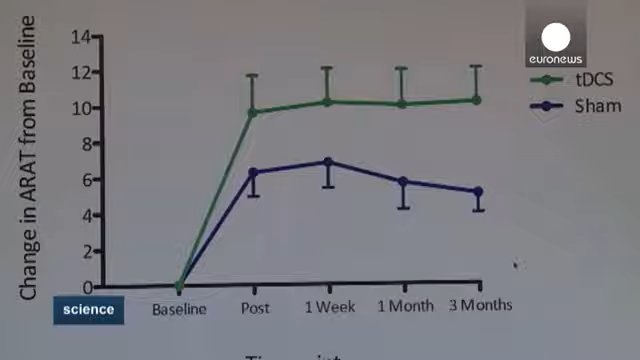 euronews
14
12
10
8
6
4
2
0
Change in ARAT from Baseline
tDCS
Sham
science
Baseline
Post
1 Week
1 Month
3 Months